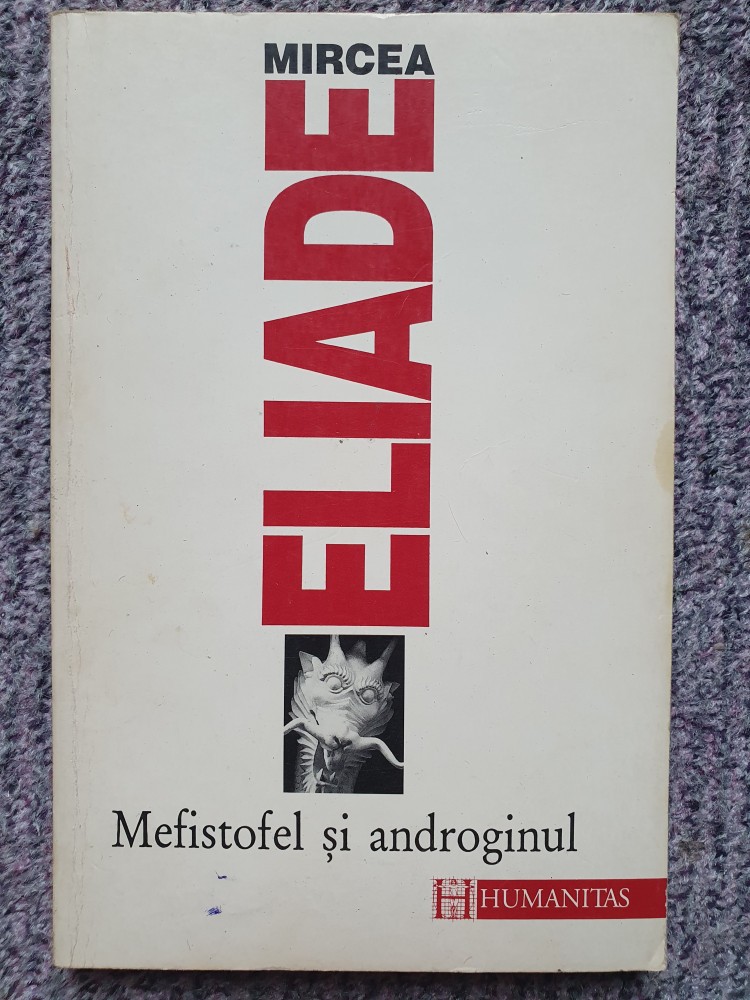 MIRCEA
ELIADE
Mefistofel și androginul
H HUMANITAS